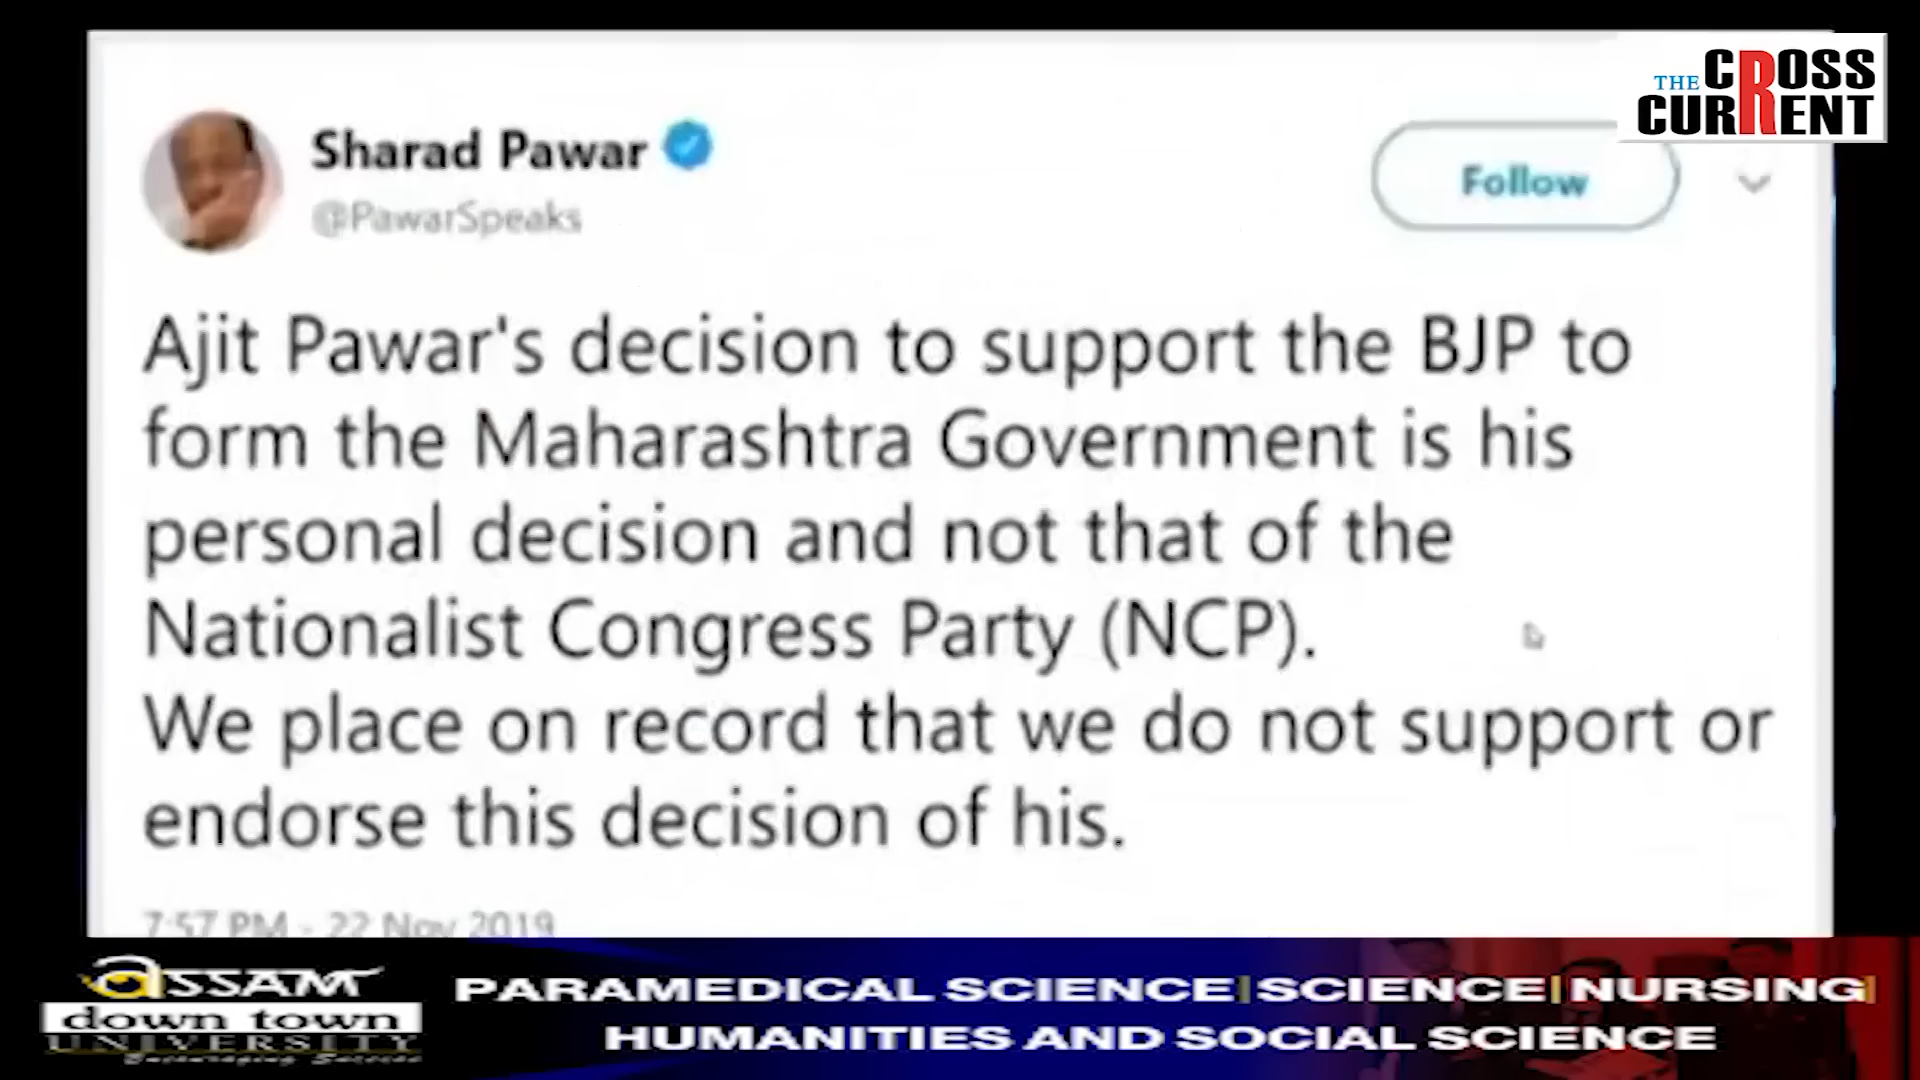 THE CROSS
CURRENT
Sharad Pawar
@PawarSpeaks
Follow
Ajit Pawar's decision to support the BJP to
form the Maharashtra Government is his
personal decision and not that of the
Nationalist Congress Party (NCP).
We place on record that we do not support or
endorse this decision of his.
7:57 PM - 22 Nov 2019
ASSAM
down town
UNIVERSITY
Encouraging Success
PARAMEDICAL SCIENCE|SCIENCE|NURSING|
HUMANITIES AND SOCIAL SCIENCE